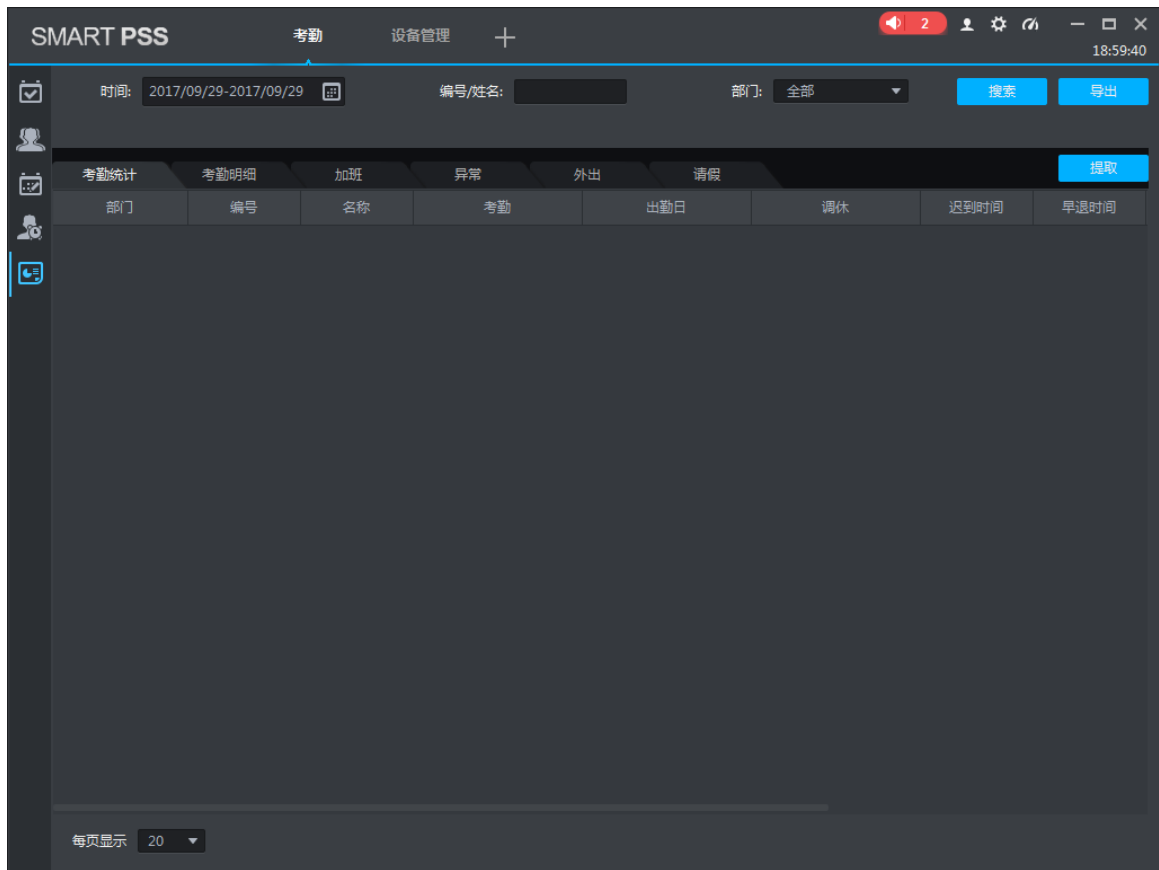 SMART PSS 考勤 设备管理 2
18:59:40
时间: 2017/09/29-2017/09/29 编号/姓名: 部门: 全部 搜索 导出
考勤统计 考勤明细 加班 异常 外出 请假 提取
部门 编号 名称 考勤 出勤日 调休 迟到时间 早退时间
每页显示 20